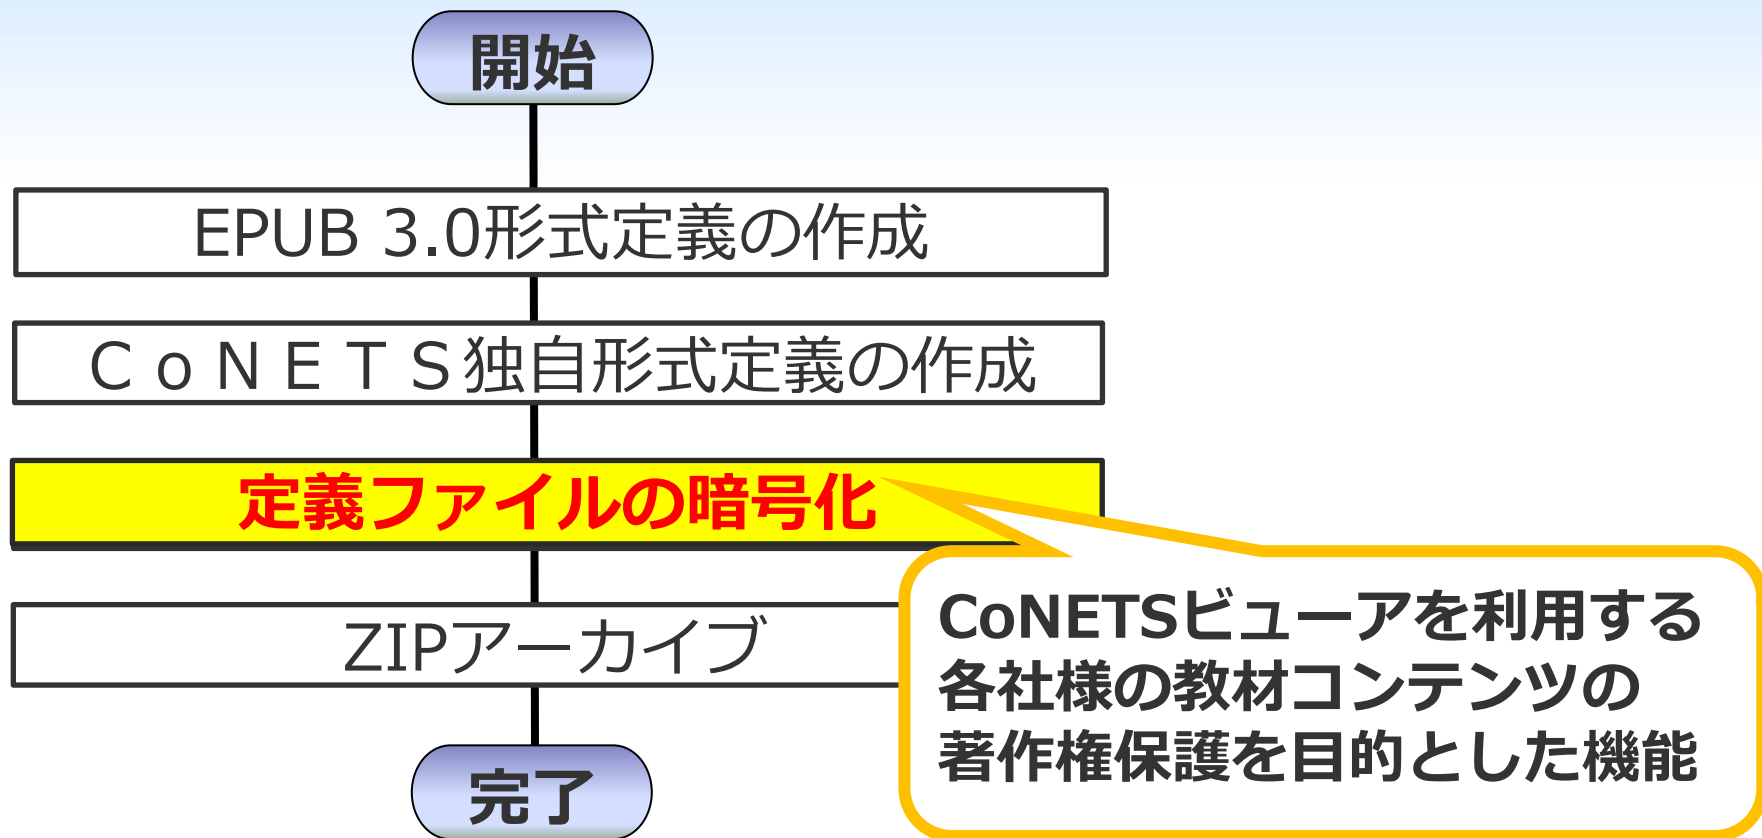 開始
EPUB 3.0形式定義の作成
ＣｏＮＥＴＳ独自形式定義の作成
定義ファイルの暗号化
ZIPアーカイブ
CoNETSビューアを利用する
各社様の教材コンテンツの
著作権保護を目的とした機能
完了